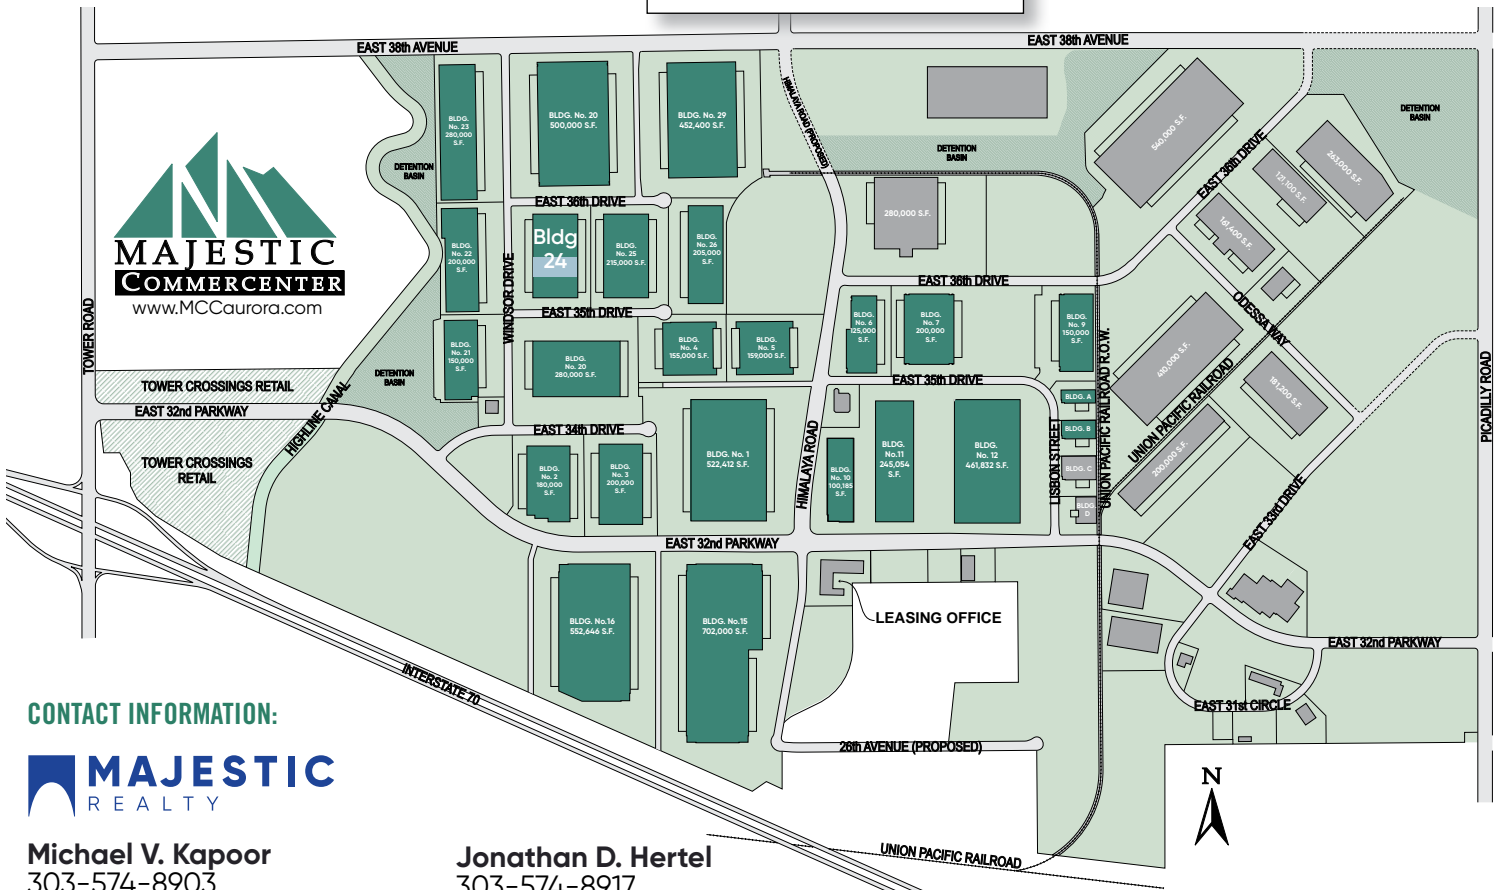 EAST 38th AVENUE
EAST 38th AVENUE
BLDG.
No. 23
280,000
S.F.
BLDG. No. 20
500,000 S.F.
BLDG. No. 29
452,400 S.F.
HIMALAYA ROAD (PROPOSED)
DETENTION
BASIN
DETENTION
BASIN
540,000 S.F.
EAST 36th DRIVE
121,100 S.F.
263,000 S.F.
DETENTION
BASIN
MAJESTIC
COMMERCENTER
www.MCCaurora.com
EAST 36th DRIVE
BLDG.
No. 22
200,000
S.F.
WINDSOR DRIVE
Bldg
24
BLDG.
No. 25
215,000 S.F.
BLDG.
No. 26
205,000
S.F.
280,000 S.F.
161,400 S.F.
EAST 36th DRIVE
ODESSA WAY
TOWER ROAD
EAST 35th DRIVE
BLDG.
No. 21
150,000
S.F.
BLDG.
No. 20
280,000 S.F.
BLDG.
No. 4
155,000 S.F.
BLDG.
No. 5
159,000 S.F.
BLDG.
No. 6
125,000
S.F.
BLDG.
No. 7
200,000
S.F.
BLDG.
No. 9
150,000
S.F.
UNION PACIFIC RAILROAD R.O.W.
410,000 S.F.
UNION PACIFIC RAILROAD
181,200 S.F.
PICADILLY ROAD
DETENTION
BASIN
TOWER CROSSINGS RETAIL
EAST 32nd PARKWAY
HIGHLINE CANAL
EAST 35th DRIVE
BLDG. A
BLDG. B
BLDG. C
BLDG.
D
LISBON STREET
EAST 34th DRIVE
TOWER CROSSINGS
RETAIL
BLDG.
No. 2
180,000
S.F.
BLDG.
No. 3
200,000
S.F.
BLDG. No. 1
522,412 S.F.
HIMALAYA ROAD
BLDG.
No. 10
100,185
S.F.
BLDG.
No.11
245,054
S.F.
BLDG.
No. 12
461,832 S.F.
200,000 S.F.
EAST 33rd DRIVE
EAST 32nd PARKWAY
BLDG. No.16
552,646 S.F.
BLDG. No.15
702,000 S.F.
LEASING OFFICE
EAST 32nd PARKWAY
INTERSTATE 70
EAST 31st CIRCLE
26th AVENUE (PROPOSED)
N
UNION PACIFIC RAILROAD
CONTACT INFORMATION:
MAJESTIC
REALTY
Michael V. Kapoor
303-574-8903
Jonathan D. Hertel
303-574-8917